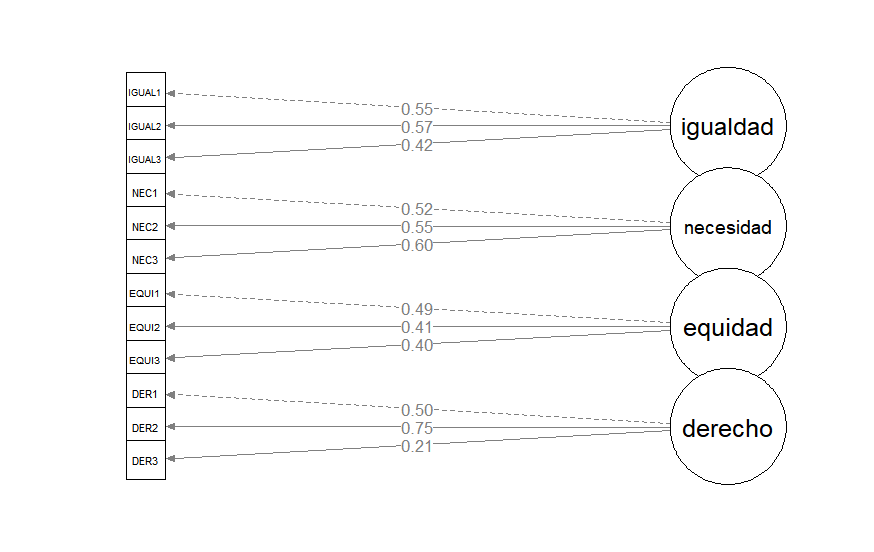 IGUAL1
0.55
IGUAL2
0.57
igualdad
IGUAL3
0.42
NEC1
0.52
NEC2
0.55
necesidad
NEC3
0.60
EQUI1
0.49
EQUI2
0.41
equidad
EQUI3
0.40
DER1
0.50
DER2
0.75
derecho
DER3
0.21